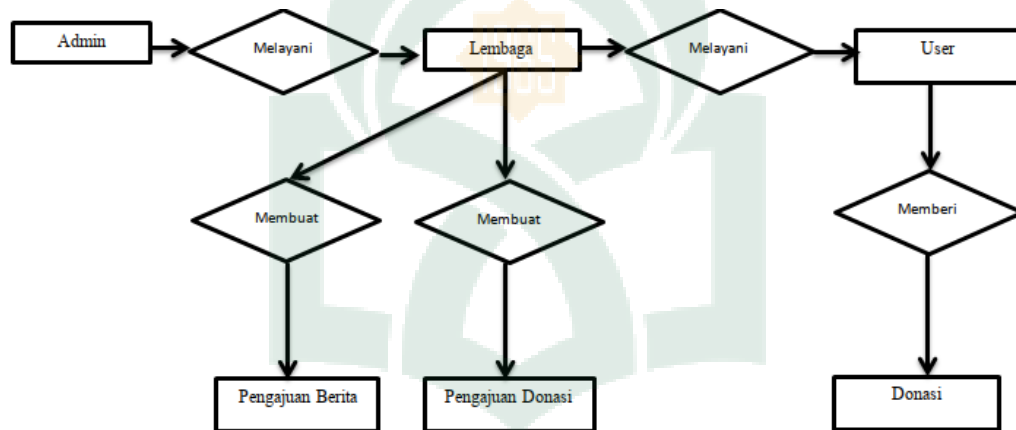 Admin
Melayani
Lembaga
Melayani
User
Membuat
Membuat
Memberi
Pengajuan Berita
Pengajuan Donasi
Donasi